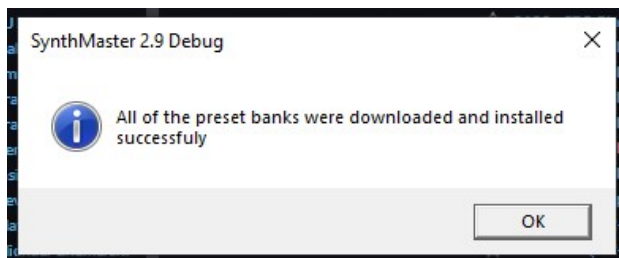 SynthMaster 2.9 Debug
All of the preset banks were downloaded and installed
successfuly
OK